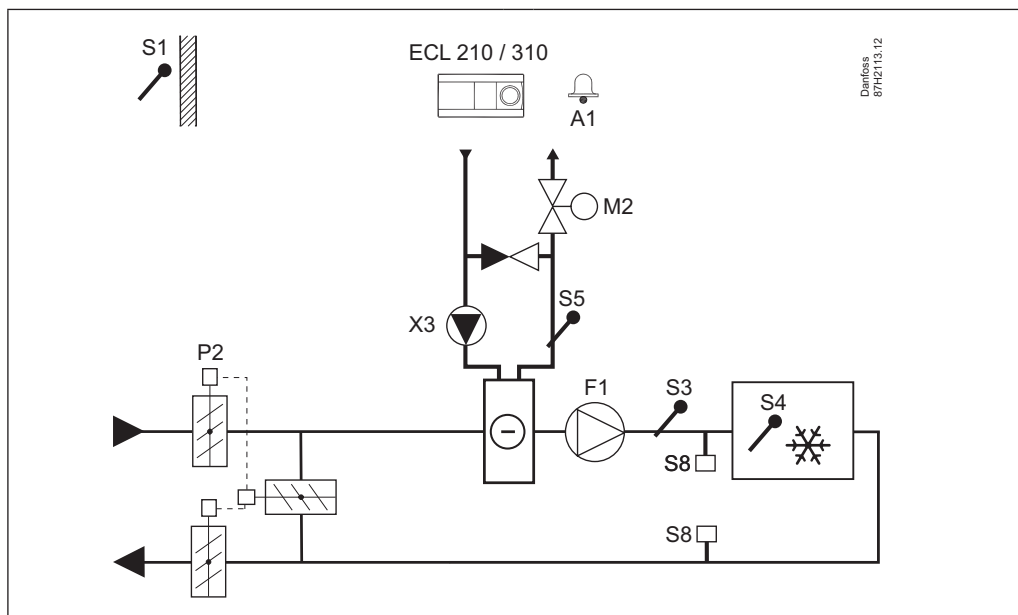 S1
ECL 210 / 310
A1
Danfoss
87H2113.12
M2
S5
X3
P2
F1
S3
S4
S8
S8